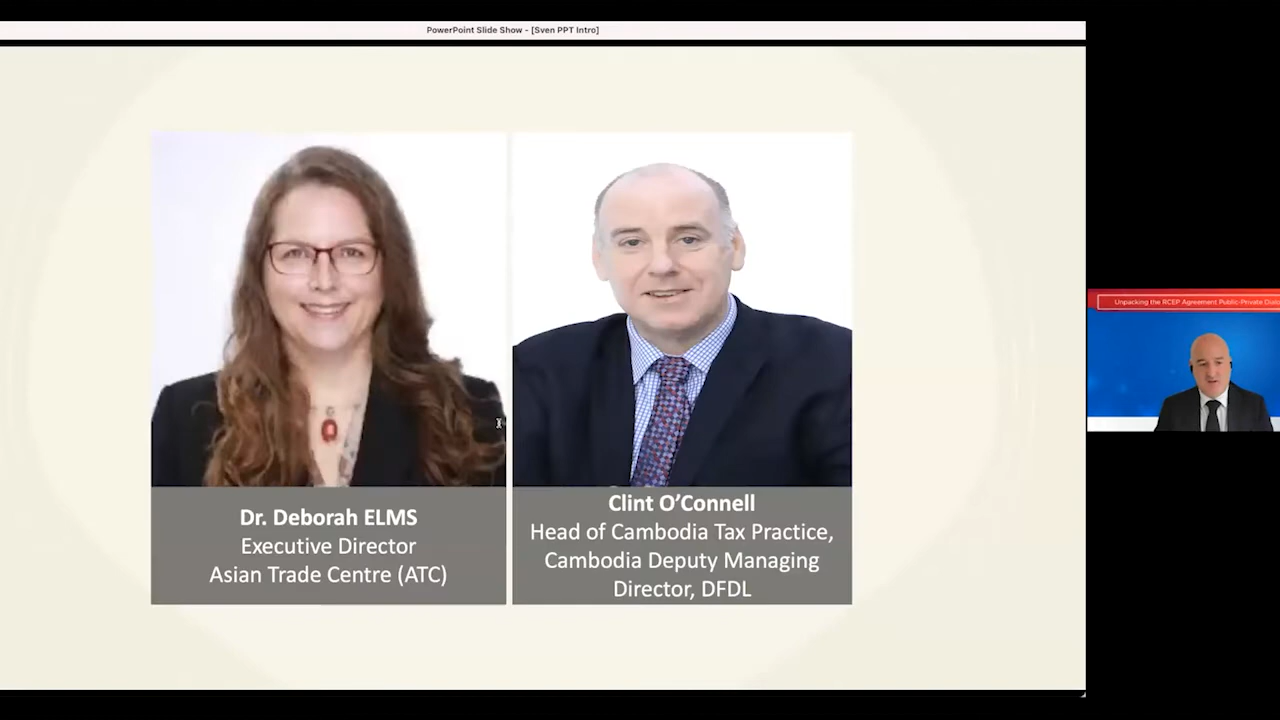 PowerPoint Slide Show - [Sven PPT Intro]
Unpacking the RCEP Agreement Public-Private
Dr. Deborah ELMS
Executive Director
Asian Trade Centre (ATC)
Clint O’Connell
Head of Cambodia Tax Practice,
Cambodia Deputy Managing
Director, DFDL